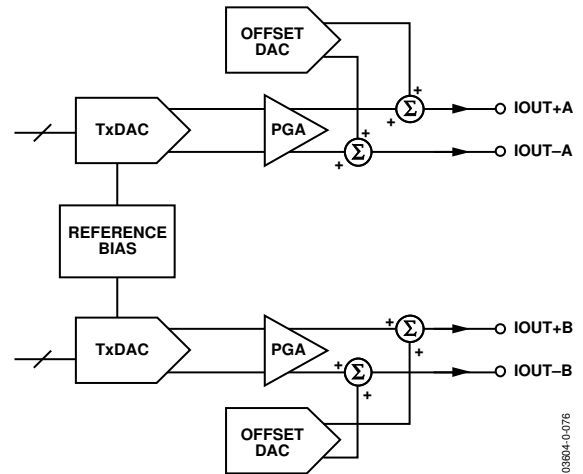 OFFSET
DAC
+
+
Σ
IOUT+A
TxDAC
PGA
+
+
Σ
IOUT–A
REFERENCE
BIAS
TxDAC
PGA
+
Σ
+
IOUT+B
+
Σ
+
IOUT–B
OFFSET
DAC
03604-0-076